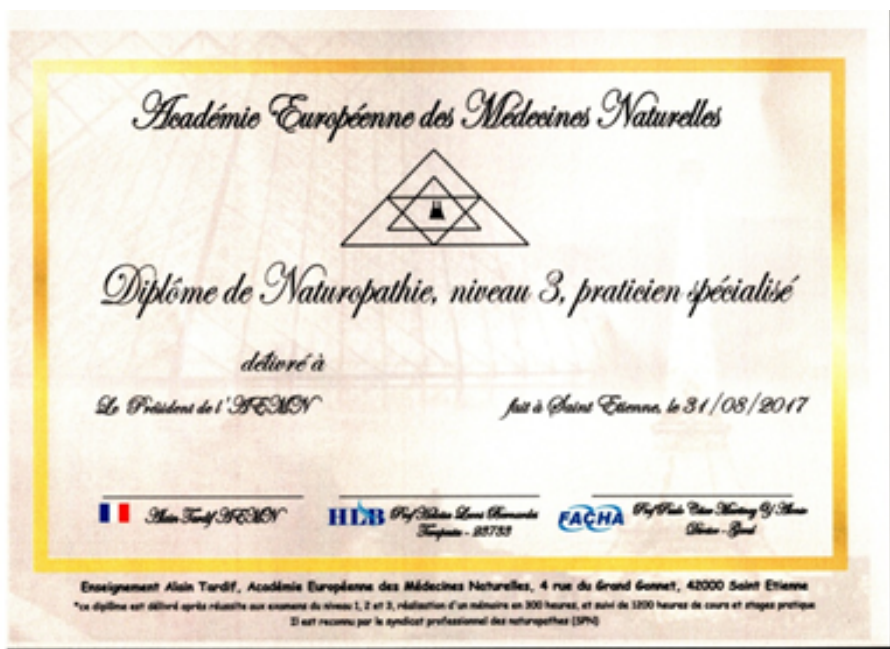 Académie Européenne des Médecines Naturelles
Diplôme de Naturopathie, niveau 3, praticien spécialisé
délivré à
Le Président de l'AEMN
fait à Saint Etienne, le 31/08/2017
Alain Tardif AEMN
HLB
Prof
FACHA
Prof
Enseignement Alain Tardif, Académie Européenne des Médecines Naturelles, 4 rue du Grand Gonnet, 42000 Saint Etienne
*ce diplôme est délivré après réussite aux examens du niveau 1, 2 et 3, réalisation d'un mémoire en 300 heures, et suivi de 1200 heures de cours et stages pratique
Il est reconnu par le syndicat professionnel des naturopathes (SPN)